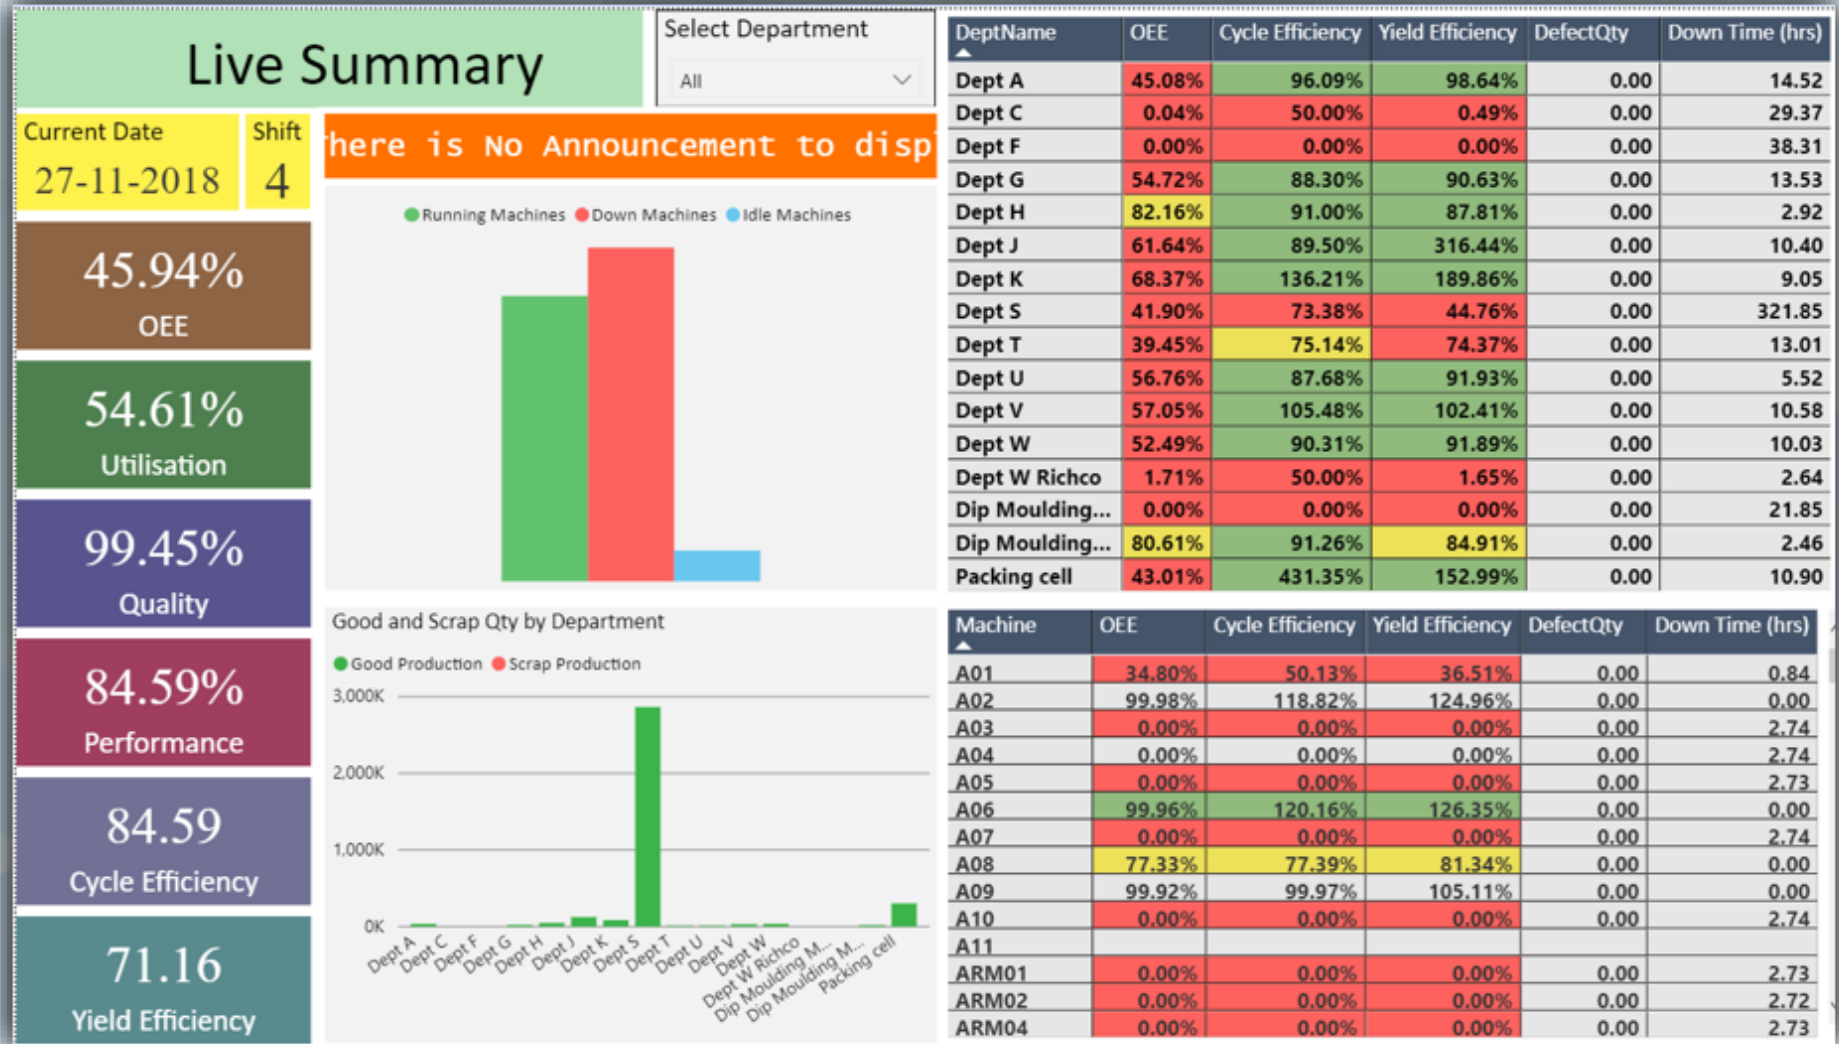 Live Summary
Select Department
All
Current Date
27-11-2018
Shift
4
here is No Announcement to disp
45.94%
OEE
54.61%
Utilisation
99.45%
Quality
84.59%
Performance
84.59
Cycle Efficiency
71.16
Yield Efficiency
Running Machines Down Machines Idle Machines
Good and Scrap Qty by Department
Good Production Scrap Production
3,000K
2,000K
1,000K
0K
Dept A
Dept C
Dept F
Dept G
Dept H
Dept J
Dept K
Dept S
Dept T
Dept U
Dept V
Dept W
Dept W Richco
Dip Moulding M...
Dip Moulding M...
Packing cell
DeptName OEE Cycle Efficiency Yield Efficiency DefectQty Down Time (hrs)
Dept A 45.08% 96.09% 98.64% 0.00 14.52
Dept C 0.04% 50.00% 0.49% 0.00 29.37
Dept F 0.00% 0.00% 0.00% 0.00 38.31
Dept G 54.72% 88.30% 90.63% 0.00 13.53
Dept H 82.16% 91.00% 87.81% 0.00 2.92
Dept J 61.64% 89.50% 316.44% 0.00 10.40
Dept K 68.37% 136.21% 189.86% 0.00 9.05
Dept S 41.90% 73.38% 44.76% 0.00 321.85
Dept T 39.45% 75.14% 74.37% 0.00 13.01
Dept U 56.76% 87.68% 91.93% 0.00 5.52
Dept V 57.05% 105.48% 102.41% 0.00 10.58
Dept W 52.49% 90.31% 91.89% 0.00 10.03
Dept W Richco 1.71% 50.00% 1.65% 0.00 2.64
Dip Moulding... 0.00% 0.00% 0.00% 0.00 21.85
Dip Moulding... 80.61% 91.26% 84.91% 0.00 2.46
Packing cell 43.01% 431.35% 152.99% 0.00 10.90
Machine OEE Cycle Efficiency Yield Efficiency DefectQty Down Time (hrs)
A01 34.80% 50.13% 36.51% 0.00 0.84
A02 99.98% 118.82% 124.96% 0.00 0.00
A03 0.00% 0.00% 0.00% 0.00 2.74
A04 0.00% 0.00% 0.00% 0.00 2.74
A05 0.00% 0.00% 0.00% 0.00 2.73
A06 99.96% 120.16% 126.35% 0.00 0.00
A07 0.00% 0.00% 0.00% 0.00 2.74
A08 77.33% 77.39% 81.34% 0.00 0.00
A09 99.92% 99.97% 105.11% 0.00 0.00
A10 0.00% 0.00% 0.00% 0.00 2.74
A11
ARM01 0.00% 0.00% 0.00% 0.00 2.73
ARM02 0.00% 0.00% 0.00% 0.00 2.72
ARM04 0.00% 0.00% 0.00% 0.00 2.73